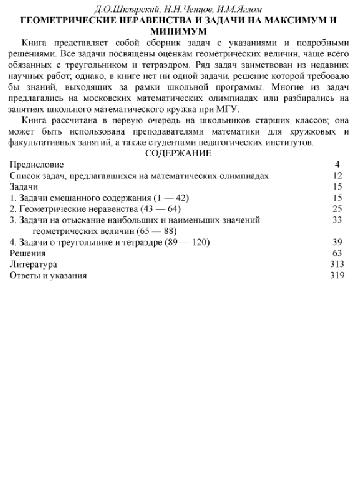 Д.О.Шклярский, Н.Н.Ченцов, И.М.Яглом
ГЕОМЕТРИЧЕСКИЕ НЕРАВЕНСТВА И ЗАДАЧИ НА МАКСИМУМ И
МИНИМУМ
Книга представляет собой сборник задач с указаниями и подробными
решениями. Все задачи посвящены оценкам геометрических величин, чаще всего
связанных с треугольником и тетраэдром. Ряд задач заимствован из недавних
научных работ, однако, в книге нет ни одной задачи, решение которой требовало
бы знаний, выходящих за рамки школьной программы. Многие из задач
предлагались на московских математических олимпиадах или разбирались на
занятиях школьного математического кружка при МГУ.
Книга рассчитана в первую очередь на школьников старших классов; она
может быть использована преподавателями математики для кружковых и
факультативных занятий, а также студентами педагогических институтов.
СОДЕРЖАНИЕ
Предисловие 4
Список задач, предлагавшихся на математических олимпиадах 12
Задачи 15
1. Задачи смешанного содержания (1 — 42) 15
2. Геометрические неравенства (43 — 64) 25
3. Задачи на отыскание наибольших и наименьших значений 33
геометрических величин (65 — 88)
4. Задачи о треугольнике и тетраэдре (89 — 120) 39
Решения 63
Литература 313
Ответы и указания 319